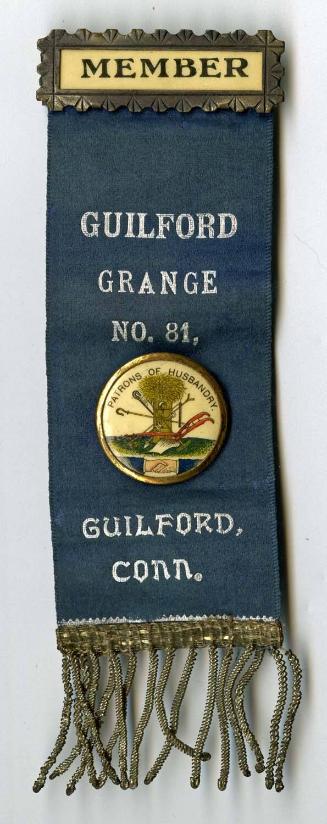 MEMBER
GUILFORD
GRANGE
NO. 81,
PATRONS OF HUSBANDRY.
GUILFORD,
CONN.